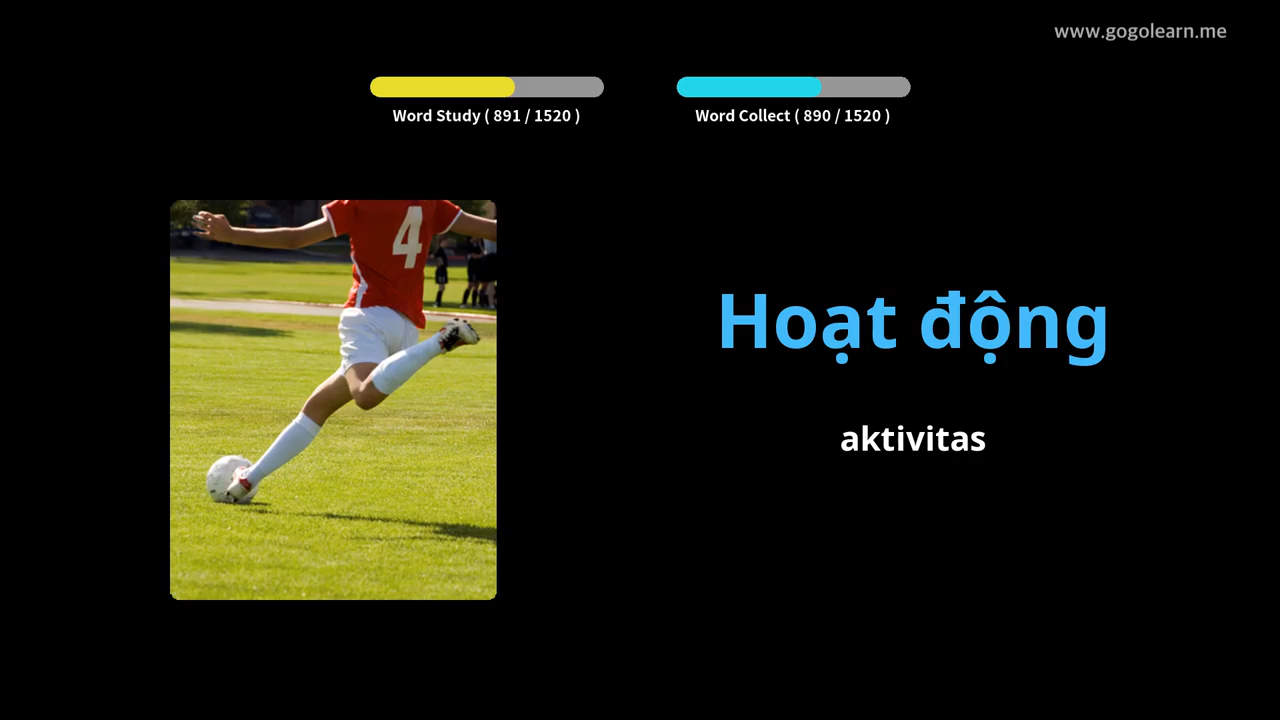 www.gogolearn.me
Word Study ( 891 / 1520 )
Word Collect ( 890 / 1520 )
4
Hoạt động
aktivitas